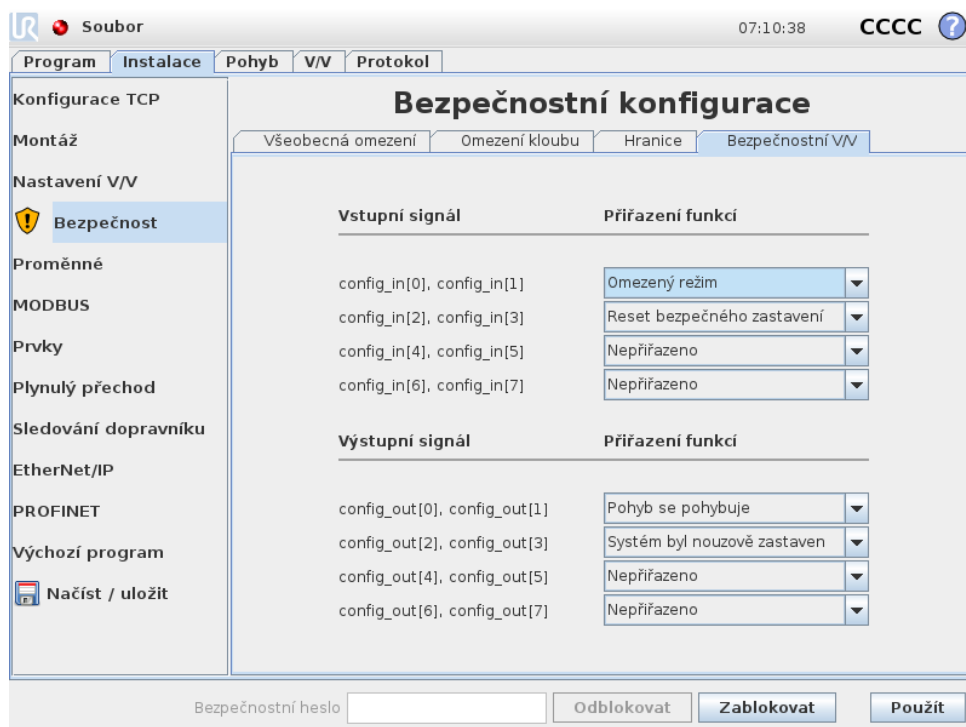 UR Soubor 07:10:38 CCCC ?
Program Instalace Pohyb V/V Protokol
Konfigurace TCP
Montáž
Nastavení V/V
Bezpečnost
Proměnné
MODBUS
Prvky
Plynulý přechod
Sledování dopravníku
EtherNet/IP
PROFINET
Výchozí program
Načíst / uložit
Bezpečnostní konfigurace
Všeobecná omezení Omezení kloubu Hranice Bezpečnostní V/V
Vstupní signál Přiřazení funkcí
config_in[0], config_in[1] Omezený režim
config_in[2], config_in[3] Reset bezpečného zastavení
config_in[4], config_in[5] Nepřiřazeno
config_in[6], config_in[7] Nepřiřazeno
Výstupní signál Přiřazení funkcí
config_out[0], config_out[1] Pohyb se pohybuje
config_out[2], config_out[3] Systém byl nouzově zastaven
config_out[4], config_out[5] Nepřiřazeno
config_out[6], config_out[7] Nepřiřazeno
Bezpečnostní heslo Odblokovat Zablokovat Použít